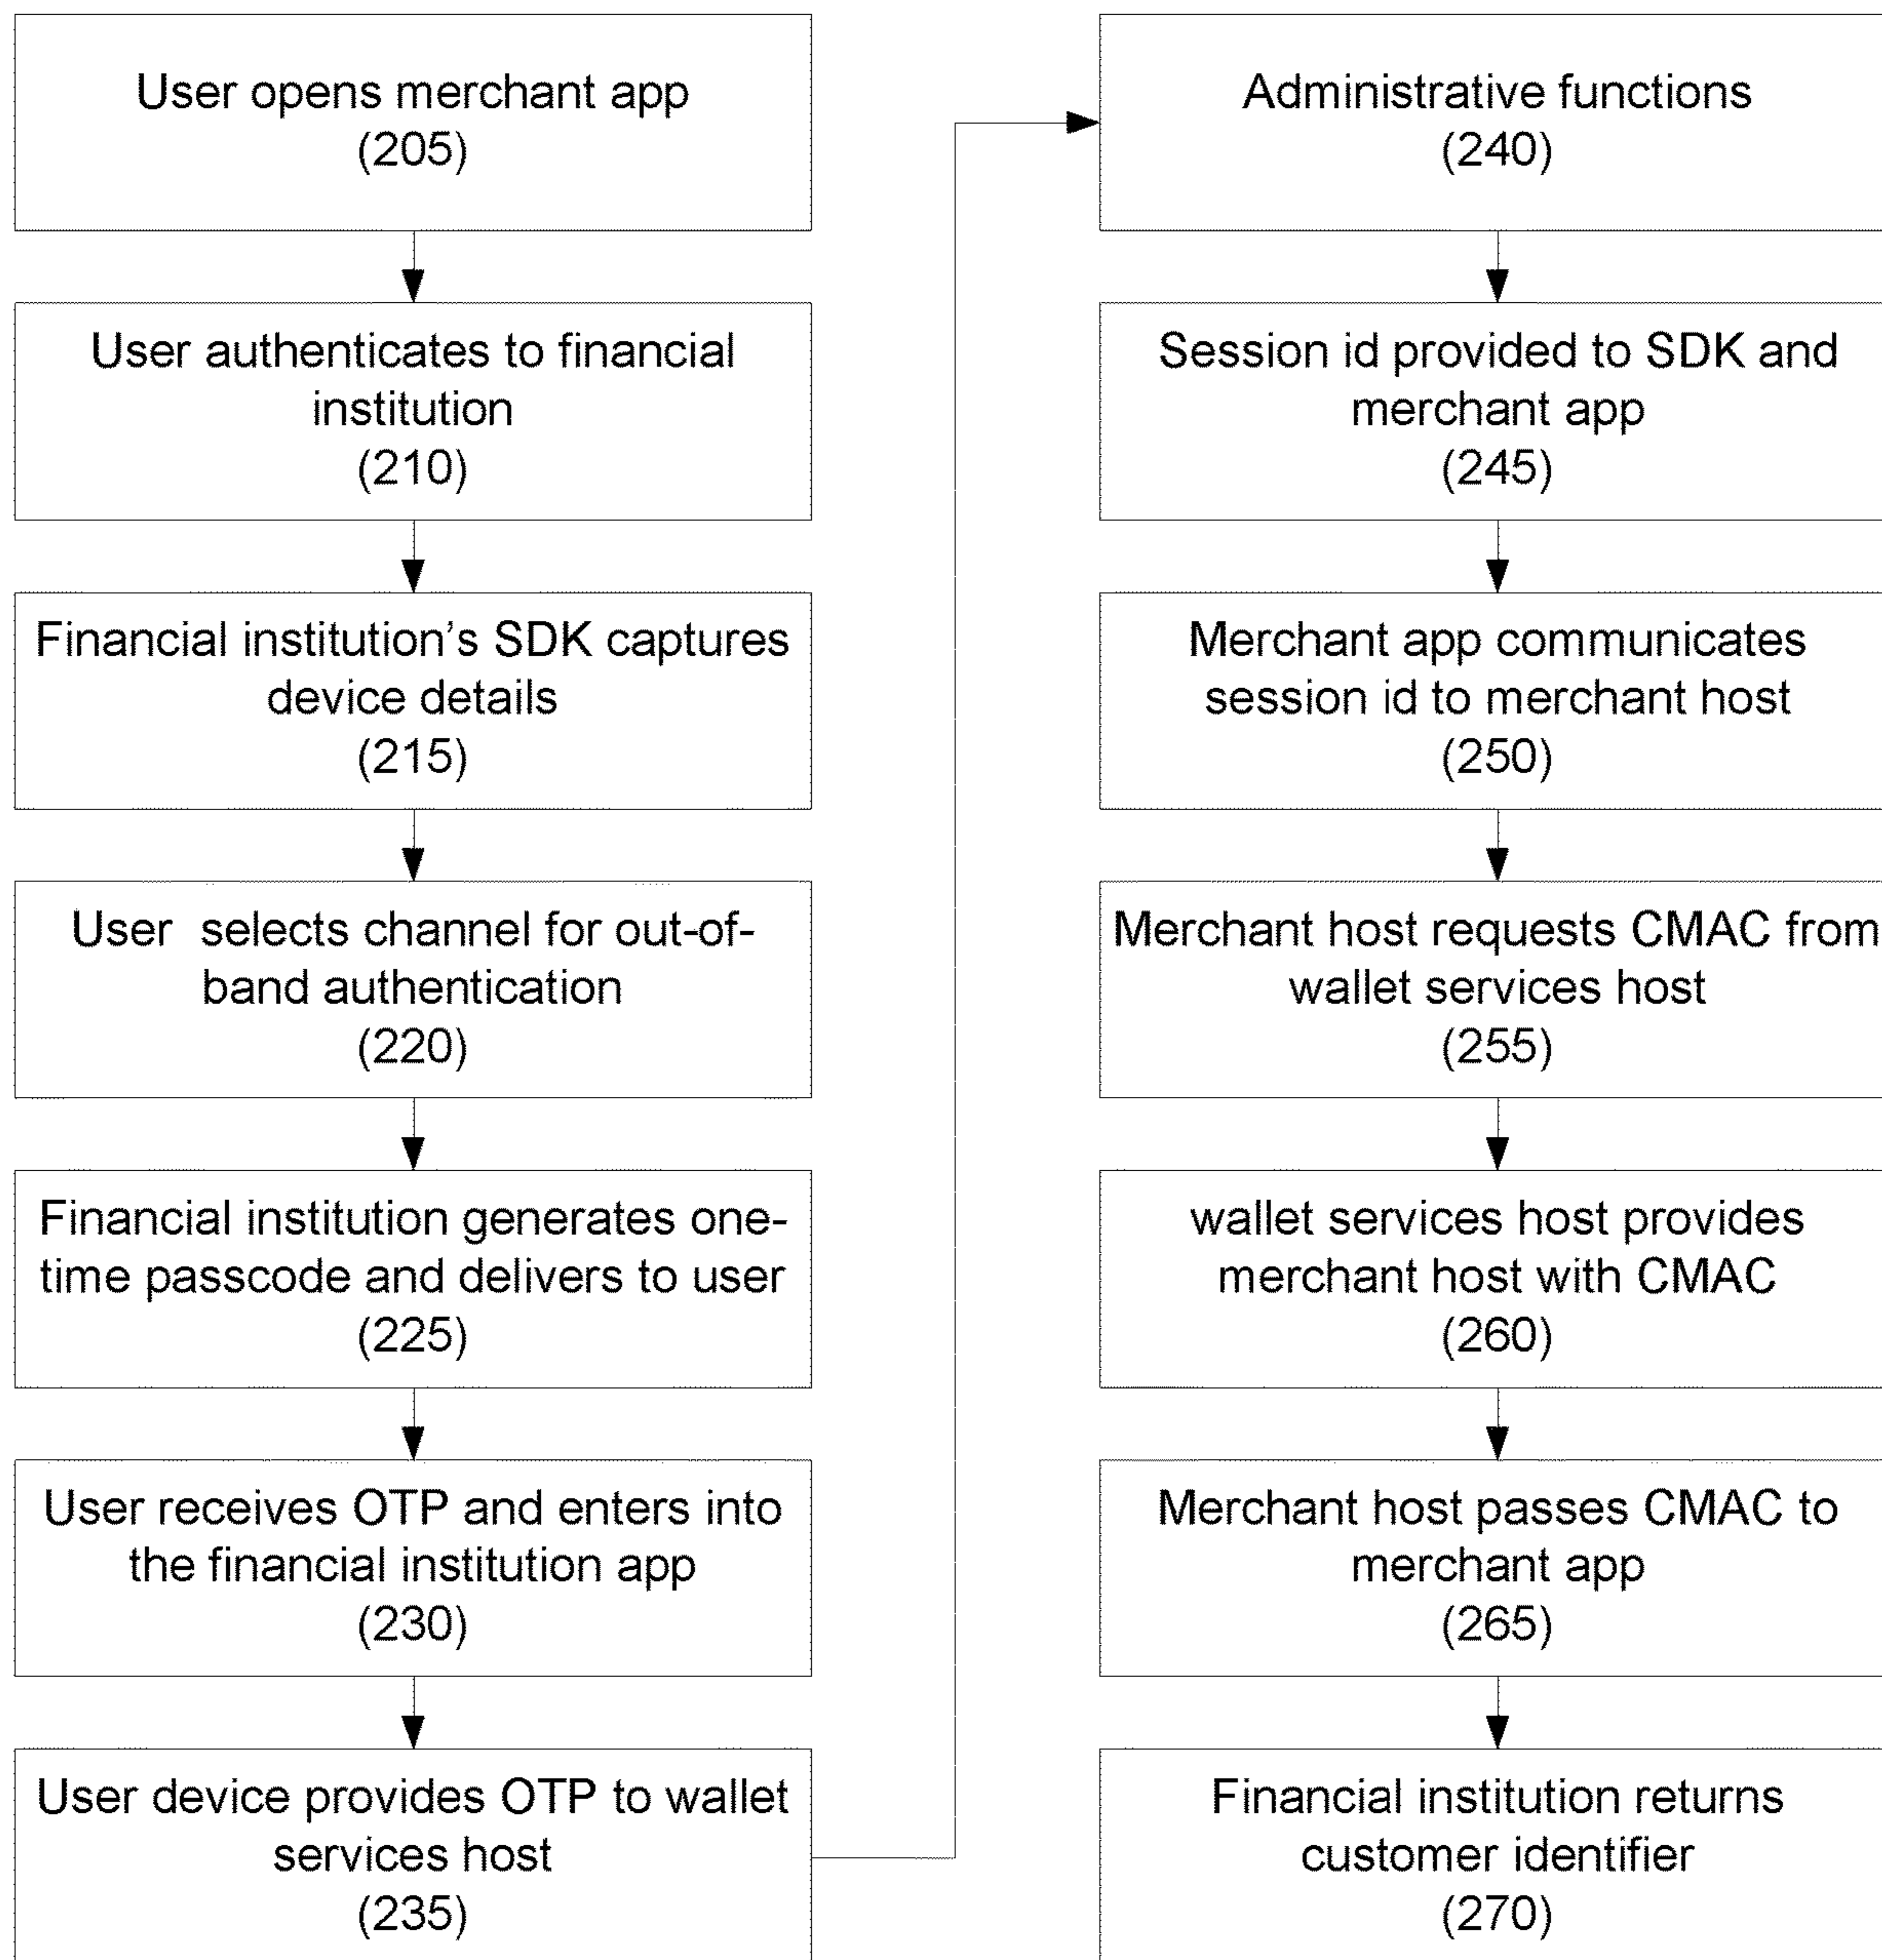 User opens merchant app
(205)
User authenticates to financial
institution
(210)
Financial institution’s SDK captures
device details
(215)
User selects channel for out-of-
band authentication
(220)
Financial institution generates one-
time passcode and delivers to user
(225)
User receives OTP and enters into
the financial institution app
(230)
User device provides OTP to wallet
services host
(235)
Administrative functions
(240)
Session id provided to SDK and
merchant app
(245)
Merchant app communicates
session id to merchant host
(250)
Merchant host requests CMAC from
wallet services host
(255)
wallet services host provides
merchant host with CMAC
(260)
Merchant host passes CMAC to
merchant app
(265)
Financial institution returns
customer identifier
(270)